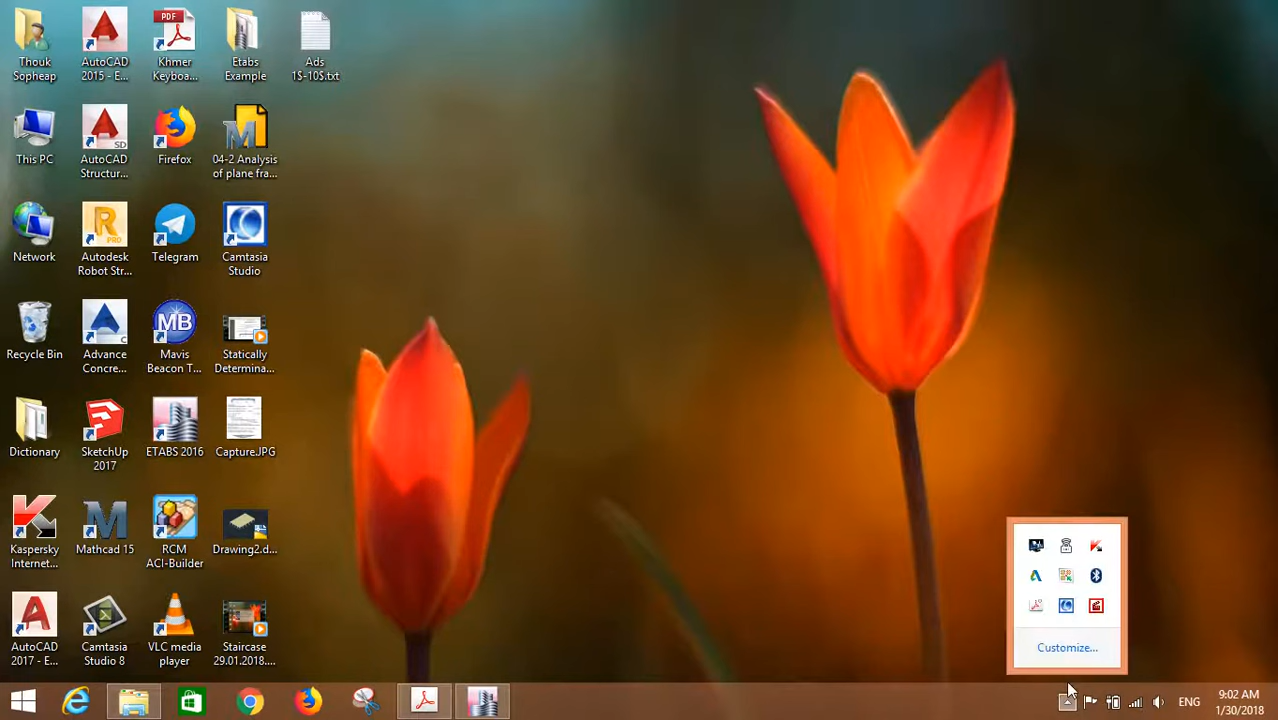 Thouk
Sopheap
AutoCAD
2015 - E...
PDF
Khmer
Keyboa...
Etabs
Example
Ads
1$-10$.txt
This PC
SD
AutoCAD
Structur...
Firefox
04-2.Analysis
of plane fra...
Network
PRO
Autodesk
Robot Str...
Telegram
Camtasia
Studio
Recycle Bin
Advance
Concre...
MB
Mavis
Beacon T...
Statically
Determina...
Dictionary
SketchUp
2017
ETABS 2016
Capture.JPG
Kaspersky
Internet...
Mathcad 15
RCM
ACI-Builder
Drawing2.d...
AutoCAD
2017 - E...
Camtasia
Studio 8
VLC media
player
Staircase
29.01.2018....
Customize...
ENG
9:02 AM
1/30/2018